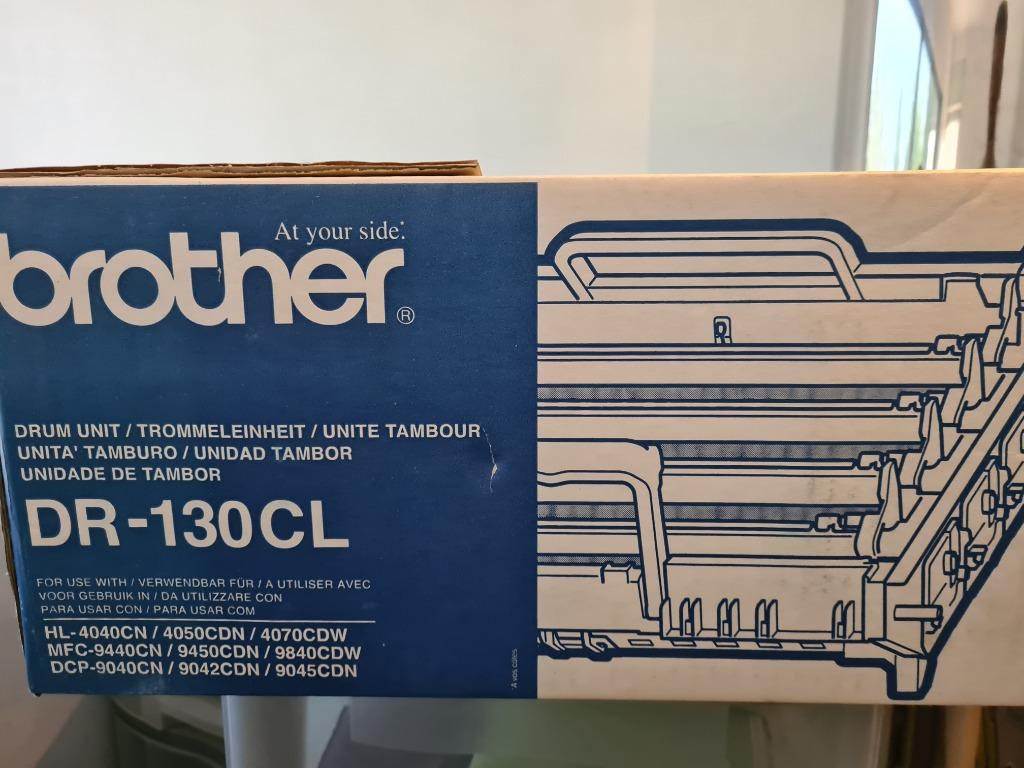 At your side.*
brother®
DRUM UNIT / TROMMELEINHEIT / UNITE TAMBOUR
UNITA' TAMBURO / UNIDAD TAMBOR
UNIDADE DE TAMBOR
DR-130CL
FOR USE WITH / VERWENDBAR FÜR / A UTILISER AVEC
VOOR GEBRUIK IN / DA UTILIZZARE CON
PARA USAR CON / PARA USAR COM
HL-4040CN / 4050CDN / 4070CDW
MFC-9440CN / 9450CDN / 9840CDW
DCP-9040CN / 9042CDN / 9045CDN
*A vos côtés